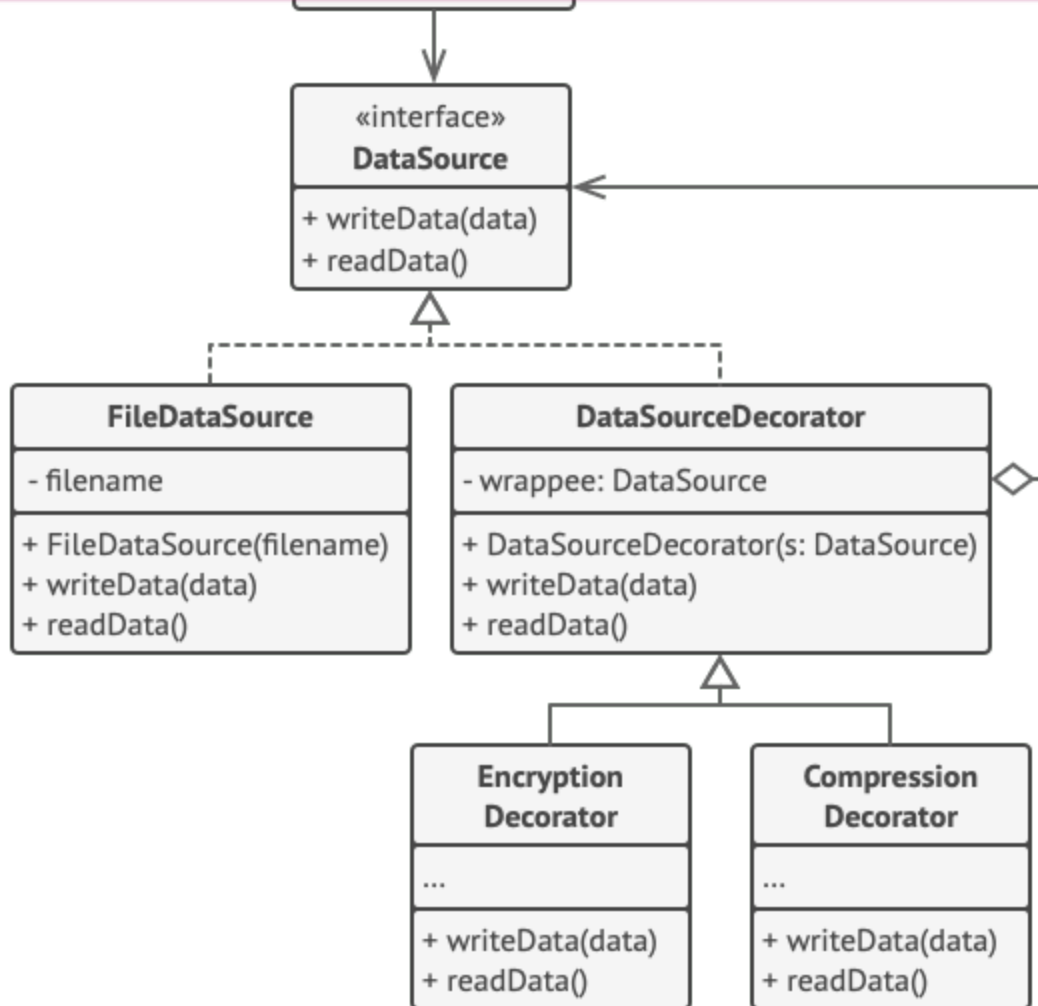 «interface»
DataSource
+ writeData(data)
+ readData()
FileDataSource
- filename
+ FileDataSource(filename)
+ writeData(data)
+ readData()
DataSourceDecorator
- wrappee: DataSource
+ DataSourceDecorator(s: DataSource)
+ writeData(data)
+ readData()
Encryption
Decorator
...
+ writeData(data)
+ readData()
Compression
Decorator
...
+ writeData(data)
+ readData()